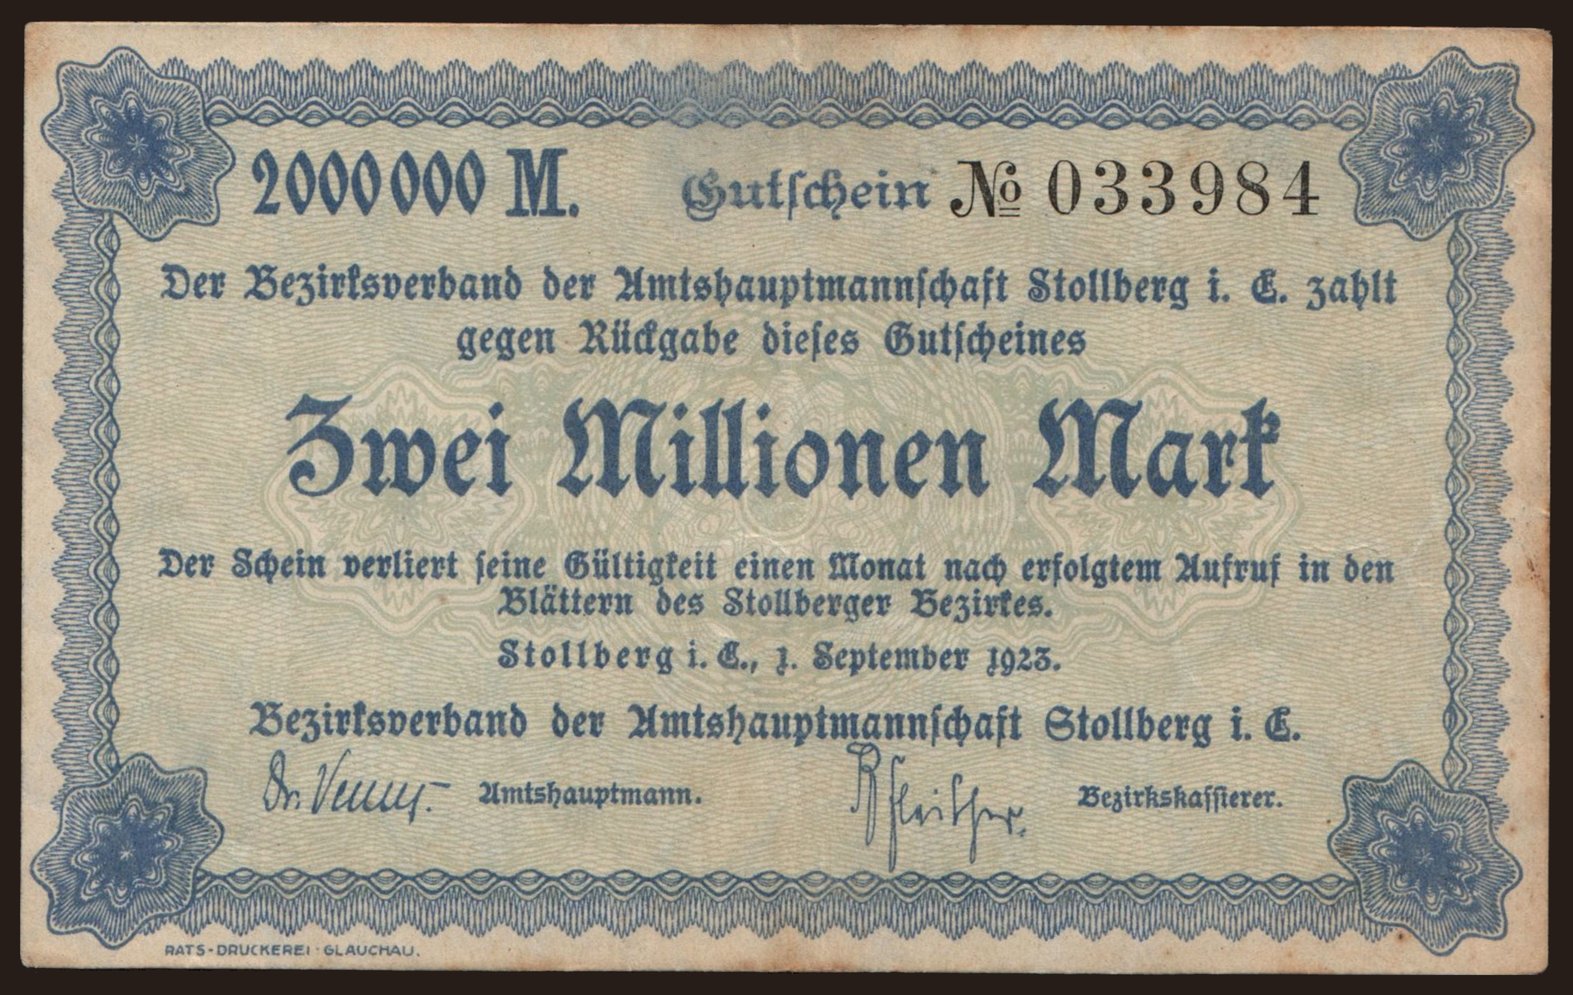 2000000 M. Gutschein № 033984
Der Bezirksverband der Amtshauptmannschaft Stollberg i. E. zahlt
gegen Rückgabe dieses Gutscheines
Zwei Millionen Mark
Der Schein verliert seine Gültigkeit einen Monat nach erfolgtem Aufruf in den
Blättern des Stollberger Bezirkes.
Stollberg i. E., 1. September 1923.
Bezirksverband der Amtshauptmannschaft Stollberg i. E.
Dr. Amtshauptmann. Bezirkskassierer.
RATS-DRUCKEREI · GLAUCHAU.